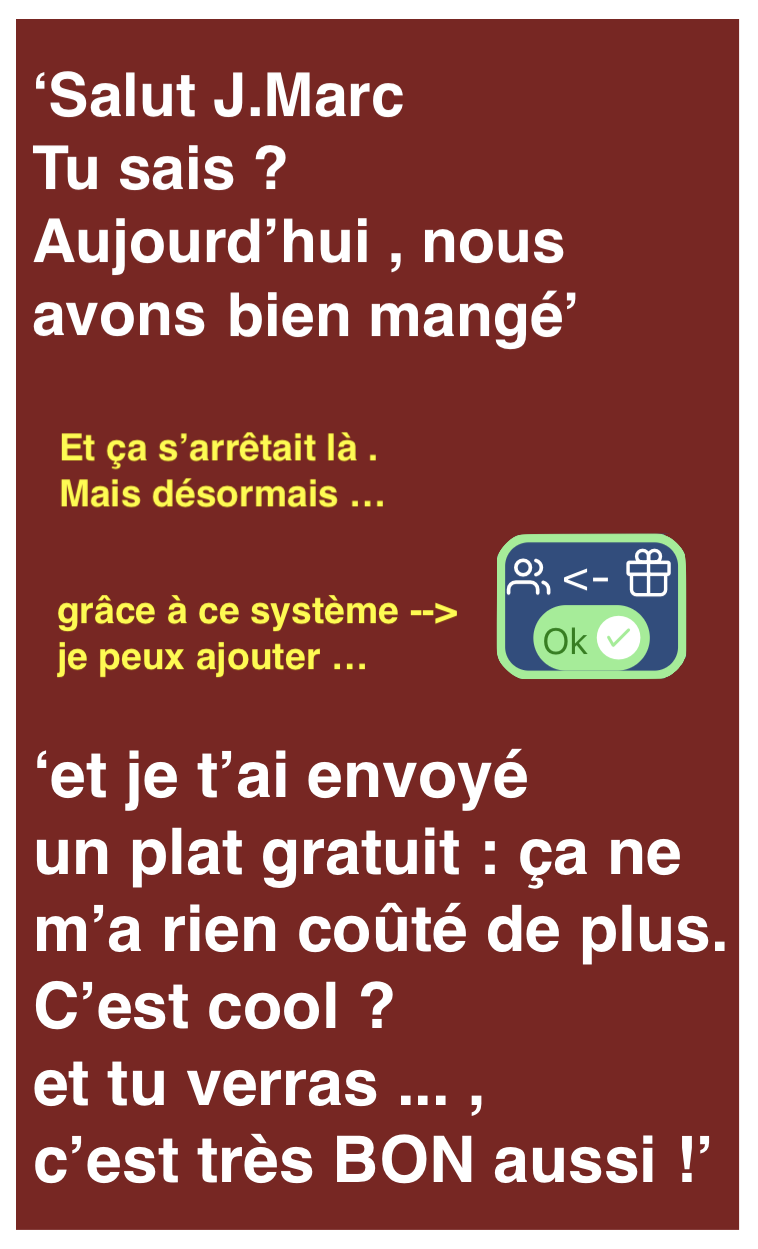 ‘Salut J.Marc
Tu sais ?
Aujourd’hui , nous
avons bien mangé’
Et ça s’arrêtait là .
Mais désormais …
grâce à ce système -->
je peux ajouter …
<-
Ok
‘et je t’ai envoyé
un plat gratuit : ça ne
m’a rien coûté de plus.
C’est cool ?
et tu verras ... ,
c’est très BON aussi !’